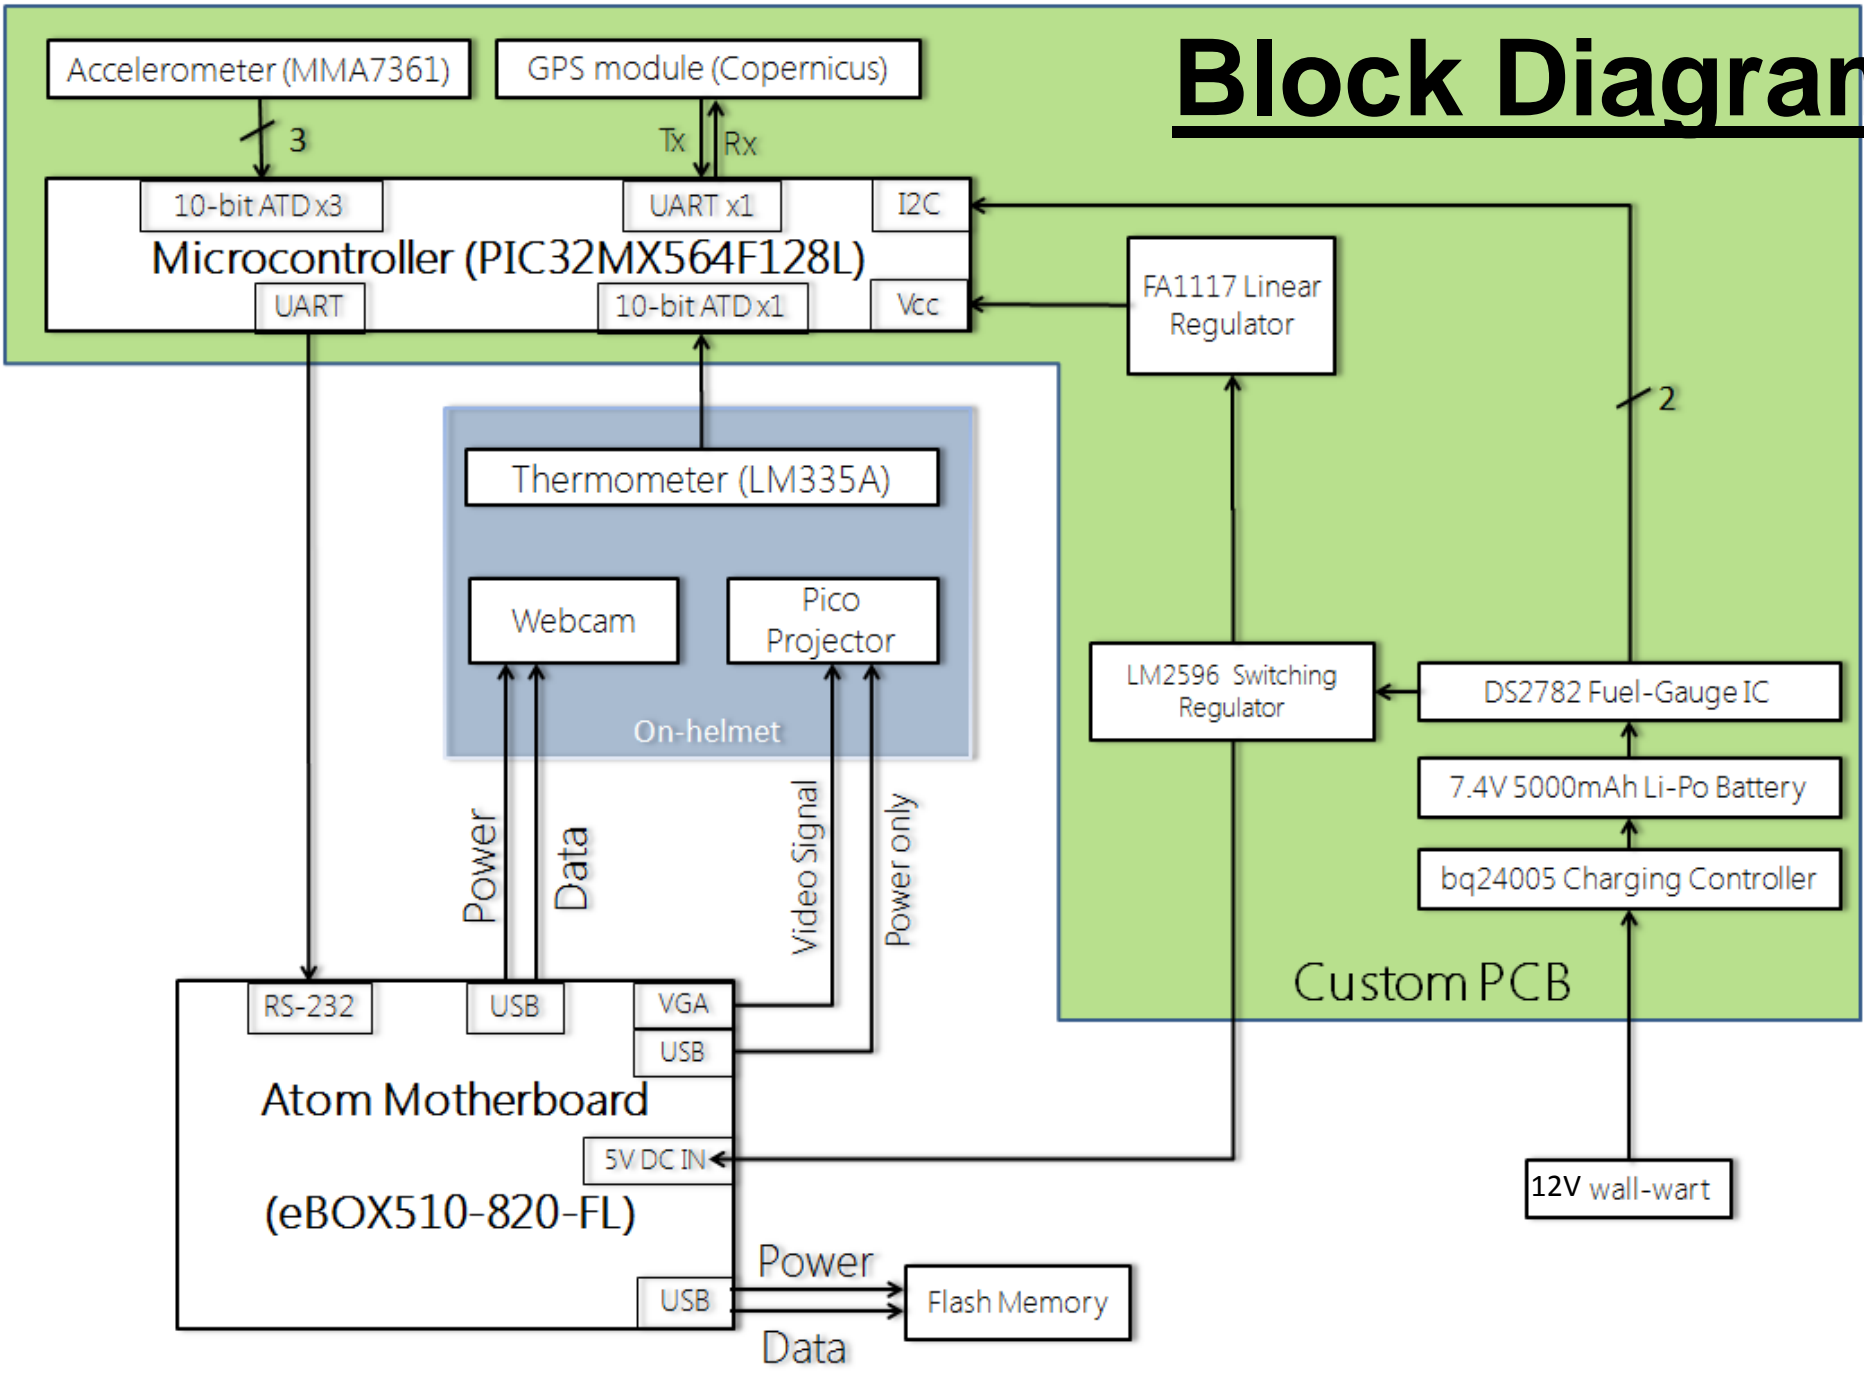 Block Diagram
Accelerometer (MMA7361)
GPS module (Copernicus)
3
Tx
Rx
10-bit ATD x3
UART x1
I2C
Microcontroller (PIC32MX564F128L)
UART
10-bit ATD x1
Vcc
FA1117 Linear
Regulator
2
Thermometer (LM335A)
Webcam
Pico
Projector
On-helmet
LM2596 Switching
Regulator
DS2782 Fuel-Gauge IC
7.4V 5000mAh Li-Po Battery
bq24005 Charging Controller
Custom PCB
Power
Data
Video Signal
Power only
RS-232
USB
VGA
USB
Atom Motherboard
5V DC IN
(eBOX510-820-FL)
12V wall-wart
USB
Power
Data
Flash Memory